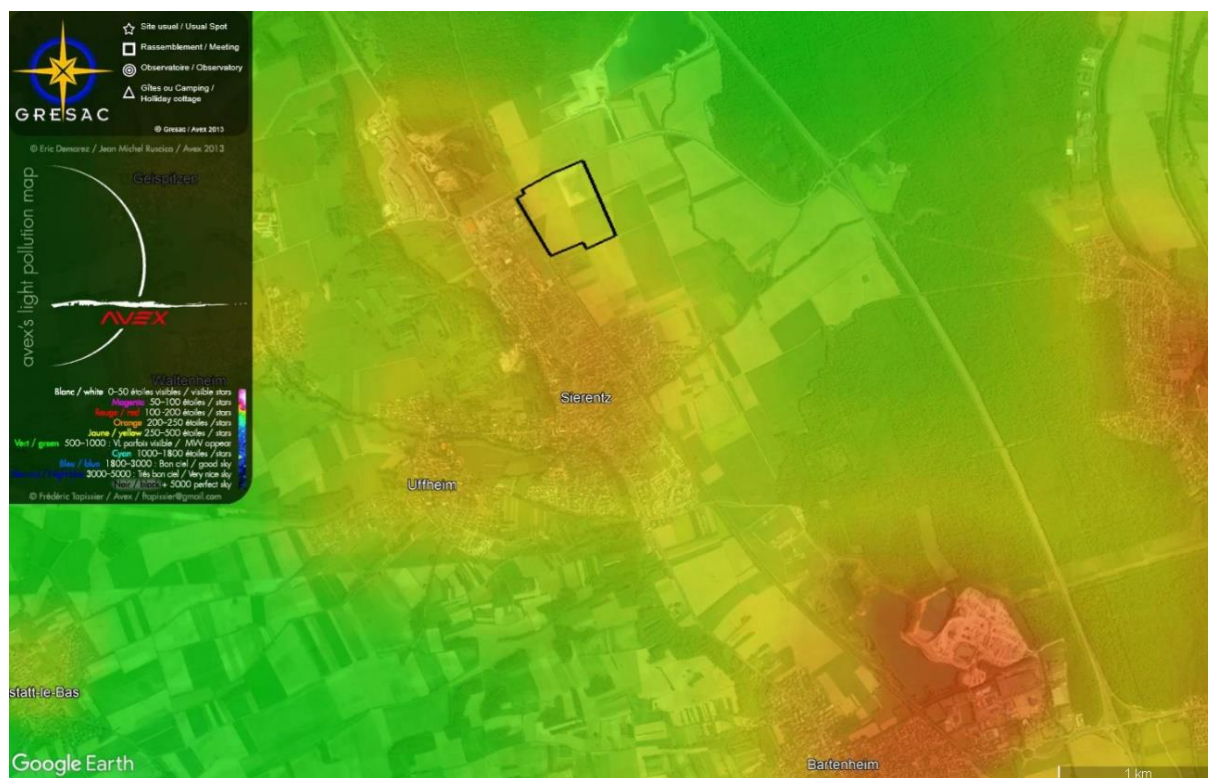 Site usuel / Usual Spot
Rassemblement / Meeting
Observatoire / Observatory
Gîtes ou Camping /
Holliday cottage
GRESAC
© Gresac / Avex 2013
© Eric Demarez / Jean Michel Ruscica / Avex 2013
Geispitzen
avex's light pollution map
AVEX
Waltenheim
Blanc / white 0-50 étoiles visibles / visible stars
Magenta 50-100 étoiles / stars
Rouge / red 100-200 étoiles / stars
Orange 200-250 étoiles / stars
Jaune / yellow 250-500 étoiles / stars
Vert / green 500-1000 : VL parfois visible / MW appear
Cyan 1000-1800 étoiles /stars
Bleu / blun 1800-3000 : Bon ciel / good sky
3000-5000 : Très bon ciel / Very nice sky
+ 5000 perfect sky
© Frédéric Tapissier / Avex / ftapissier@gmail.com
Sierentz
Uffheim
statt-le-Bas
Bartenheim
Google Earth
1 km